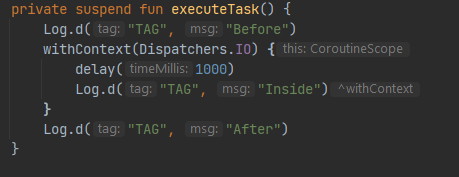 private suspend fun executeTask() {
Log.d( tag: "TAG", msg: "Before")
withContext(Dispatchers.IO) { this: CoroutineScope
delay( timeMillis: 1000)
Log.d( tag: "TAG", msg: "Inside") ^withContext
}
Log.d( tag: "TAG", msg: "After")
}